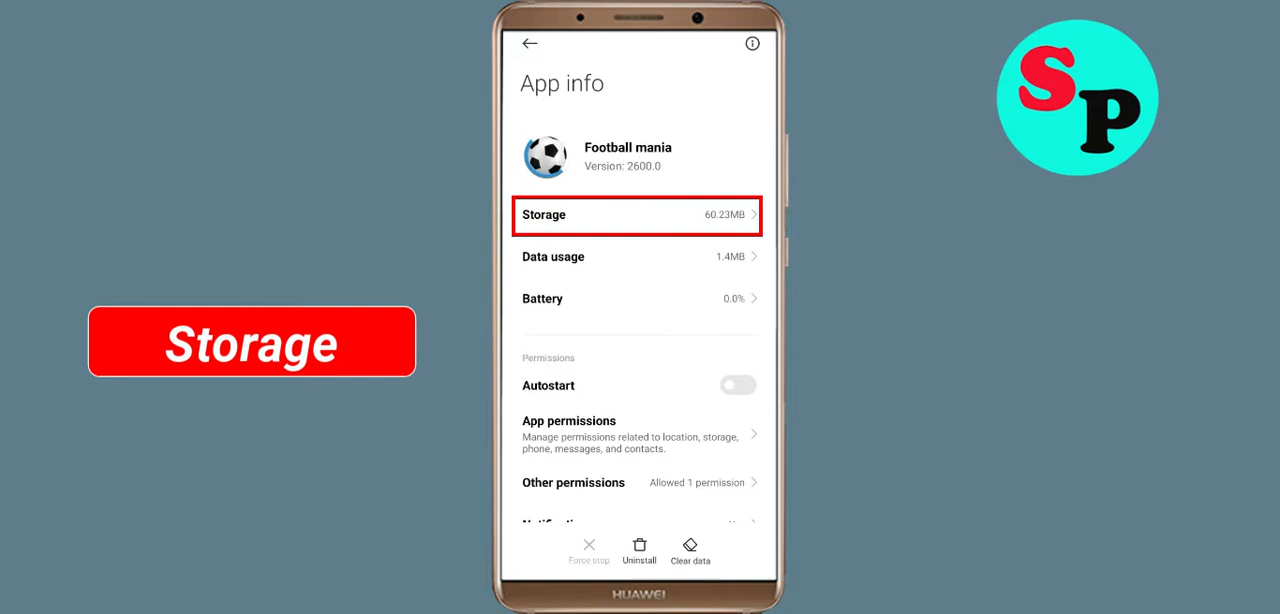 SP
App info
Football mania
Version: 2600.0
Storage 60.23MB
Data usage 1.4MB
Battery 0.0%
Storage
Permissions
Autostart
App permissions
Manage permissions related to location, storage,
phone, messages, and contacts.
Other permissions Allowed 1 permission
Force stop Uninstall Clear data
HUAWEI